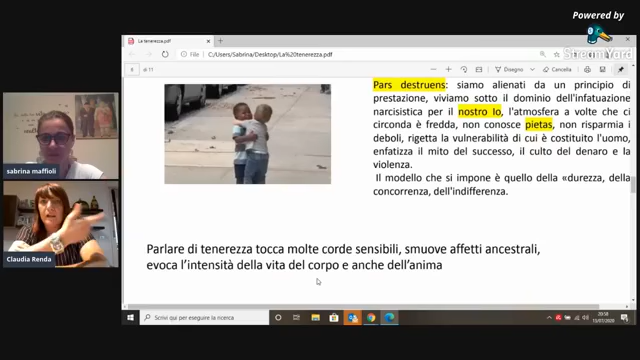 Powered by
StreamYard
La tenerezza.pdf
File | C:/Users/Sabrina/Desktop/La%20tenerezza.pdf
8 di 11
Disegno
Cancella
Pars destruens: siamo alienati da un principio di
prestazione, viviamo sotto il dominio dell'infatuazione
narcisistica per il nostro Io, l'atmosfera a volte che ci
circonda è fredda, non conosce pietas, non risparmia i
deboli, rigetta la vulnerabilità di cui è costituito l'uomo,
enfatizza il mito del successo, il culto del denaro e la
violenza.
Il modello che si impone è quello della «durezza, della
concorrenza, dell'indifferenza.
sabrina maffioli
Claudia Renda
Parlare di tenerezza tocca molte corde sensibili, smuove affetti ancestrali,
evoca l'intensità della vita del corpo e anche dell'anima
Scrivi qui per eseguire la ricerca
20:58
13/07/2020